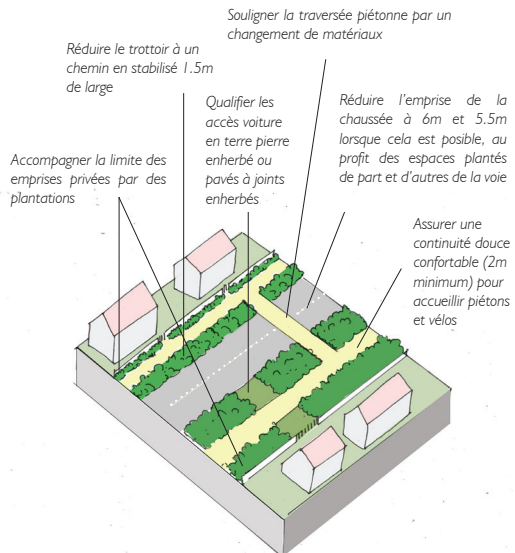 Souligner la traversée piétonne par un
changement de matériaux
Réduire le trottoir à un
chemin en stabilisé 1.5m
de large
Qualifier les
accès voiture
en terre pierre
enherbé ou
pavés à joints
enherbés
Réduire l'emprise de la
chaussée à 6m et 5.5m
lorsque cela est possible, au
profit des espaces plantés
de part et d'autres de la voie
Accompagner la limite des
emprises privées par des
plantations
Assurer une
continuité douce
confortable (2m
minimum) pour
accueillir piétons
et vélos